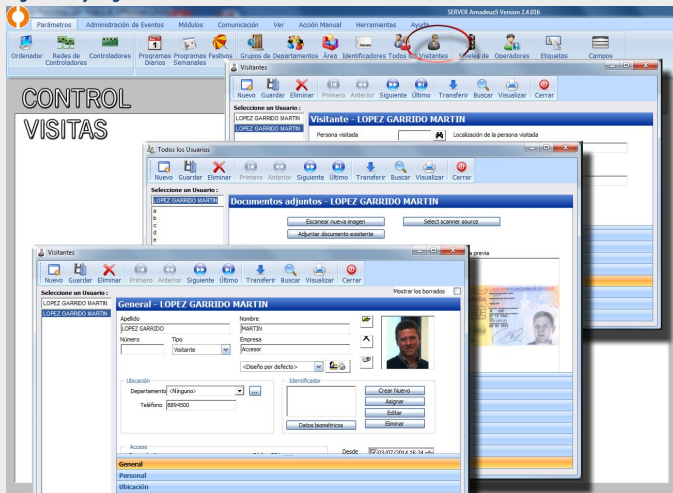 SERVER Amadeus5 Version 2.4.016
Parámetros Administración de Eventos Módulos Comunicación Ver Acción Manual Herramientas Ayuda
Ordenador Redes de Controladores Controladores Programas Diarios Programas Semanales Festivos Grupos de Departamentos Área Identificadores Todos los Visitantes Niveles de Operadores Etiquetas Campos
CONTROL
VISITAS
Visitantes
Nuevo Guardar Eliminar Primero Anterior Siguiente Último Transferir Buscar Visualizar Cerrar
Seleccione un Usuario :
LOPEZ GARRIDO MARTIN
LOPEZ GARRIDO MARTIN
Visitante - LOPEZ GARRIDO MARTIN
Persona visitada Localización de la persona visitada
Todos los Usuarios
Nuevo Guardar Eliminar Primero Anterior Siguiente Último Transferir Buscar Visualizar Cerrar
Seleccione un Usuario :
LOPEZ GARRIDO MARTIN
a
b
c
d
e
Documentos adjuntos - LOPEZ GARRIDO MARTIN
Escanear nueva imagen Select scanner source
Adjuntar documento existente
previa
Visitantes
Nuevo Guardar Eliminar Primero Anterior Siguiente Último Transferir Buscar Visualizar Cerrar
Seleccione un Usuario :
Mostrar los borrados
LOPEZ GARRIDO MARTIN
LOPEZ GARRIDO MARTIN
General - LOPEZ GARRIDO MARTIN
Apellido Nombre
LOPEZ GARRIDO MARTIN
Número Tipo Empresa
Visitante Accesor
<Diseño por defecto>
Ubicación
Departamento <Ninguno> ...
Teléfono 8894500
Identificador
Crear Nuevo
Asignar
Editar
Datos biométricos Eliminar
Acceso
Desde 03/07/2014 16:34
General
Personal
Ubicación